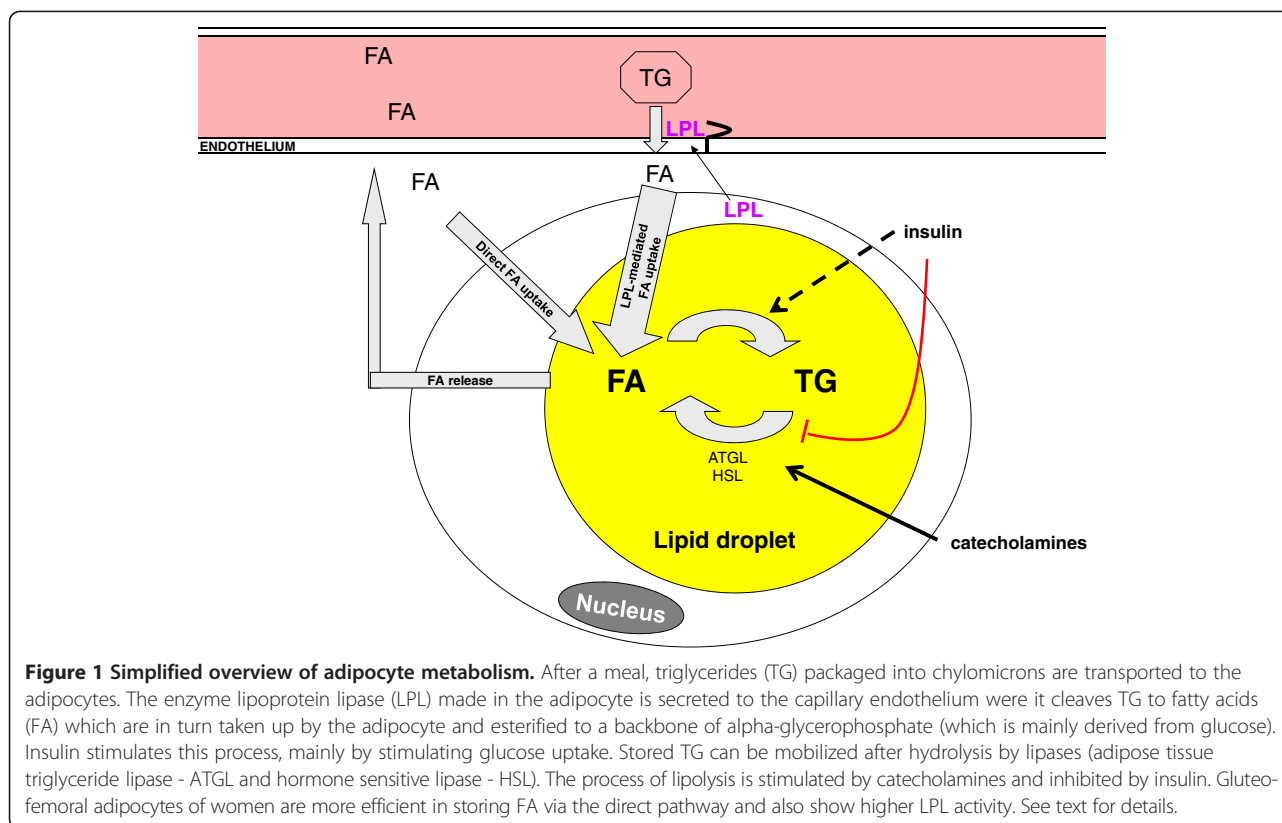 FA
TG
FA
LPL
ENDOTHELIUM
FA
FA
LPL
insulin
Direct FA uptake
LPL-mediated
FA uptake
FA
TG
FA release
ATGL
HSL
Lipid droplet
catecholamines
Nucleus
Figure 1 Simplified overview of adipocyte metabolism. After a meal, triglycerides (TG) packaged into chylomicrons are transported to the
adipocytes. The enzyme lipoprotein lipase (LPL) made in the adipocyte is secreted to the capillary endothelium were it cleaves TG to fatty acids
(FA) which are in turn taken up by the adipocyte and esterified to a backbone of alpha-glycerophosphate (which is mainly derived from glucose).
Insulin stimulates this process, mainly by stimulating glucose uptake. Stored TG can be mobilized after hydrolysis by lipases (adipose tissue
triglyceride lipase - ATGL and hormone sensitive lipase - HSL). The process of lipolysis is stimulated by catecholamines and inhibited by insulin. Gluteo-
femoral adipocytes of women are more efficient in storing FA via the direct pathway and also show higher LPL activity. See text for details.